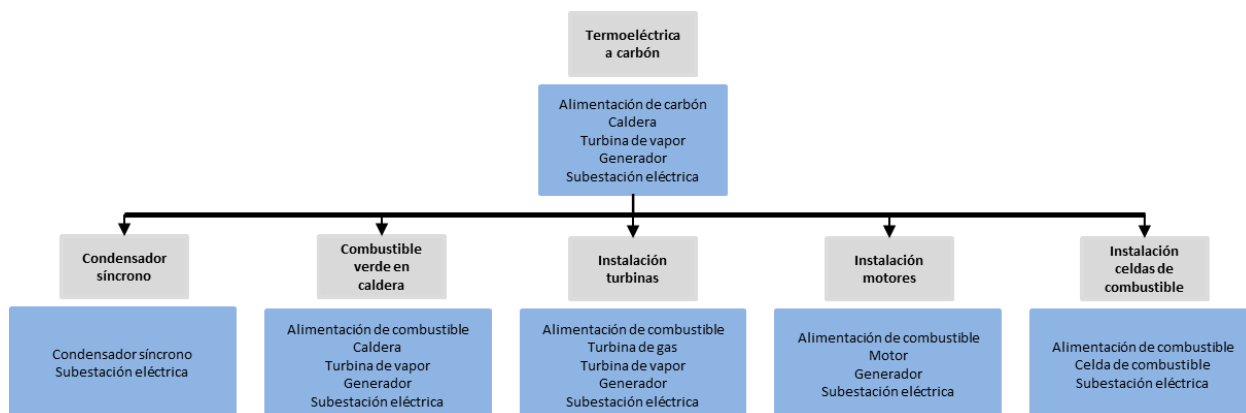 Termoeléctrica
a carbón
Alimentación de carbón
Caldera
Turbina de vapor
Generador
Subestación eléctrica
Condensador
síncrono
Condensador síncrono
Subestación eléctrica
Combustible
verde en
caldera
Alimentación de combustible
Caldera
Turbina de vapor
Generador
Subestación eléctrica
Instalación
turbinas
Alimentación de combustible
Turbina de gas
Turbina de vapor
Generador
Subestación eléctrica
Instalación
motores
Alimentación de combustible
Motor
Generador
Subestación eléctrica
Instalación
celdas de
combustible
Alimentación de combustible
Celda de combustible
Subestación eléctrica